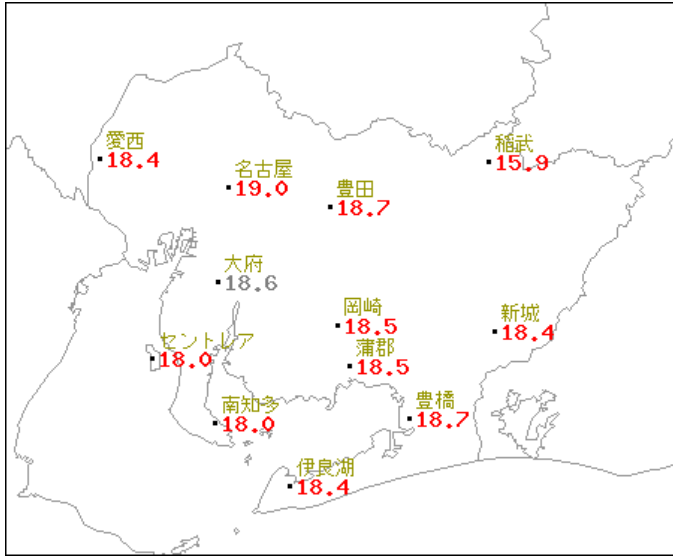 愛西
18.4
稲武
15.9
名古屋
19.0
豊田
18.7
大府
18.6
岡崎
18.5
新城
18.4
セントレア
18.0
蒲郡
18.5
南知多
18.0
豊橋
18.7
伊良湖
18.4